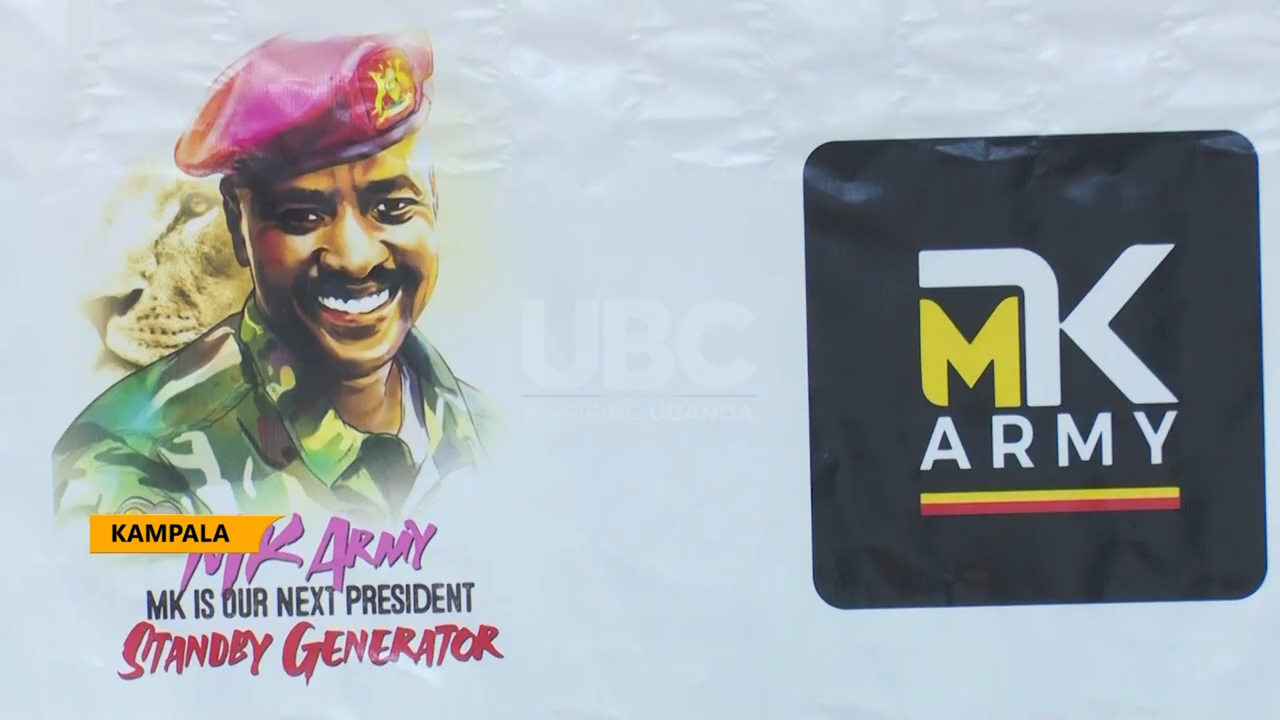 UBC
INSPIRING UGANDA
KAMPALA
MK ARMY
MK IS OUR NEXT PRESIDENT
STANDBY GENERATOR
MK
ARMY